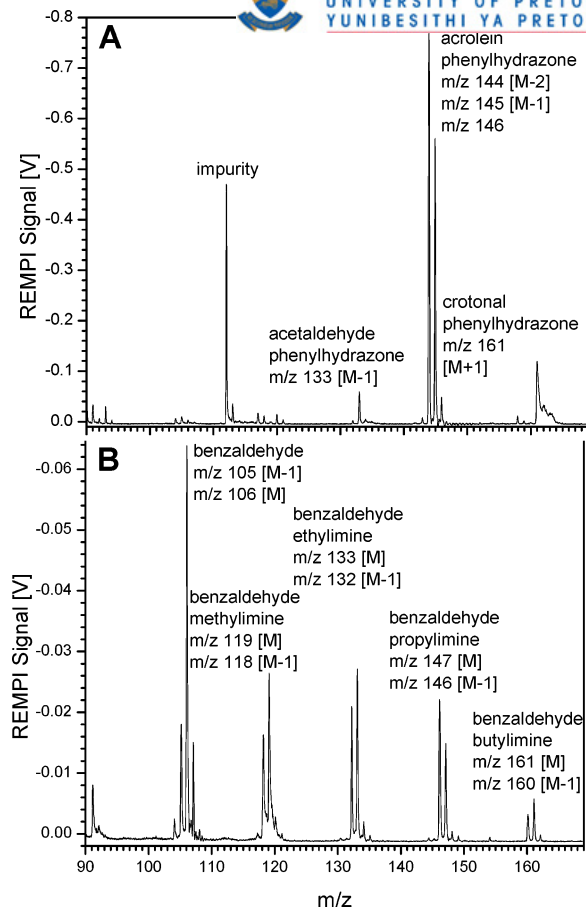 UNIVERSITY OF PRETO
YUNIBESITHI YA PRETO
A
acrolein
phenylhydrazone
m/z 144 [M-2]
m/z 145 [M-1]
m/z 146
impurity
acetaldehyde
phenylhydrazone
m/z 133 [M-1]
crotonal
phenylhydrazone
m/z 161
[M+1]
REMPI Signal [V]
-0.8
-0.7
-0.6
-0.5
-0.4
-0.3
-0.2
-0.1
0.0
B
benzaldehyde
m/z 105 [M-1]
m/z 106 [M]
benzaldehyde
ethylimine
m/z 133 [M]
m/z 132 [M-1]
benzaldehyde
methylimine
m/z 119 [M]
m/z 118 [M-1]
benzaldehyde
propylimine
m/z 147 [M]
m/z 146 [M-1]
benzaldehyde
butylimine
m/z 161 [M]
m/z 160 [M-1]
REMPI Signal [V]
-0.06
-0.05
-0.04
-0.03
-0.02
-0.01
0.00
90 100 110 120 130 140 150 160
m/z